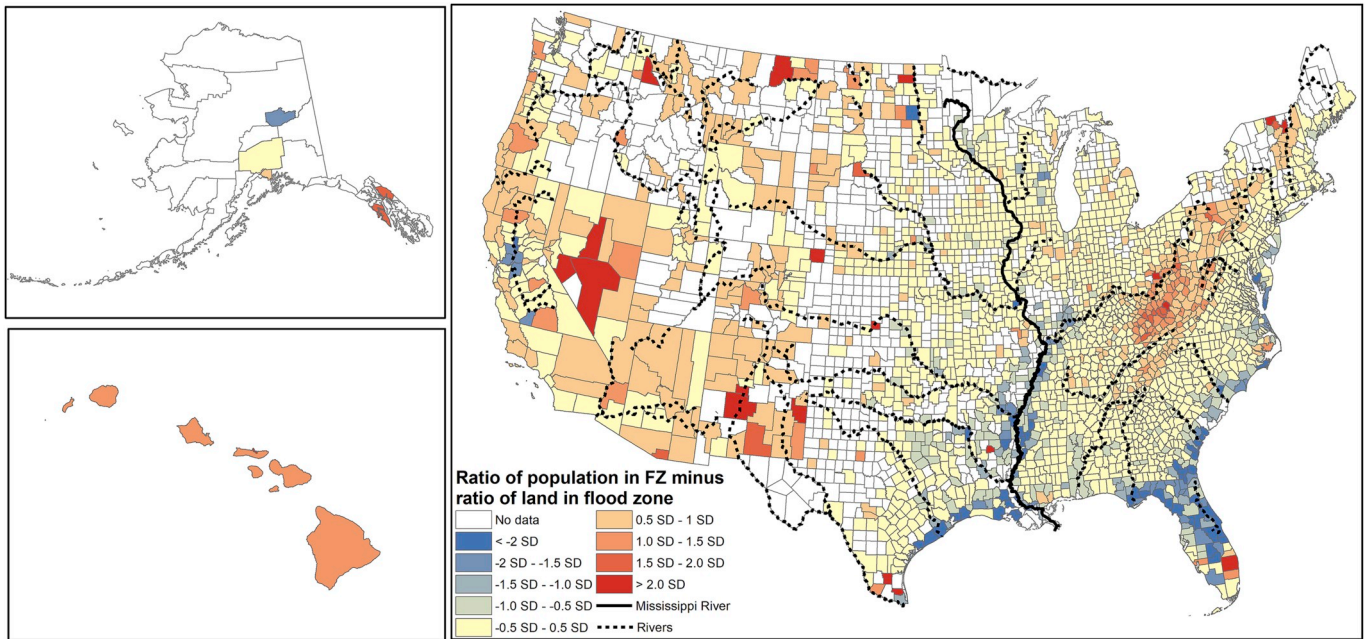 Ratio of population in FZ minus
ratio of land in flood zone
No data
< -2 SD
-2 SD - -1.5 SD
-1.5 SD - -1.0 SD
-1.0 SD - -0.5 SD
-0.5 SD - 0.5 SD
0.5 SD - 1 SD
1.0 SD - 1.5 SD
1.5 SD - 2.0 SD
> 2.0 SD
Mississippi River
Rivers